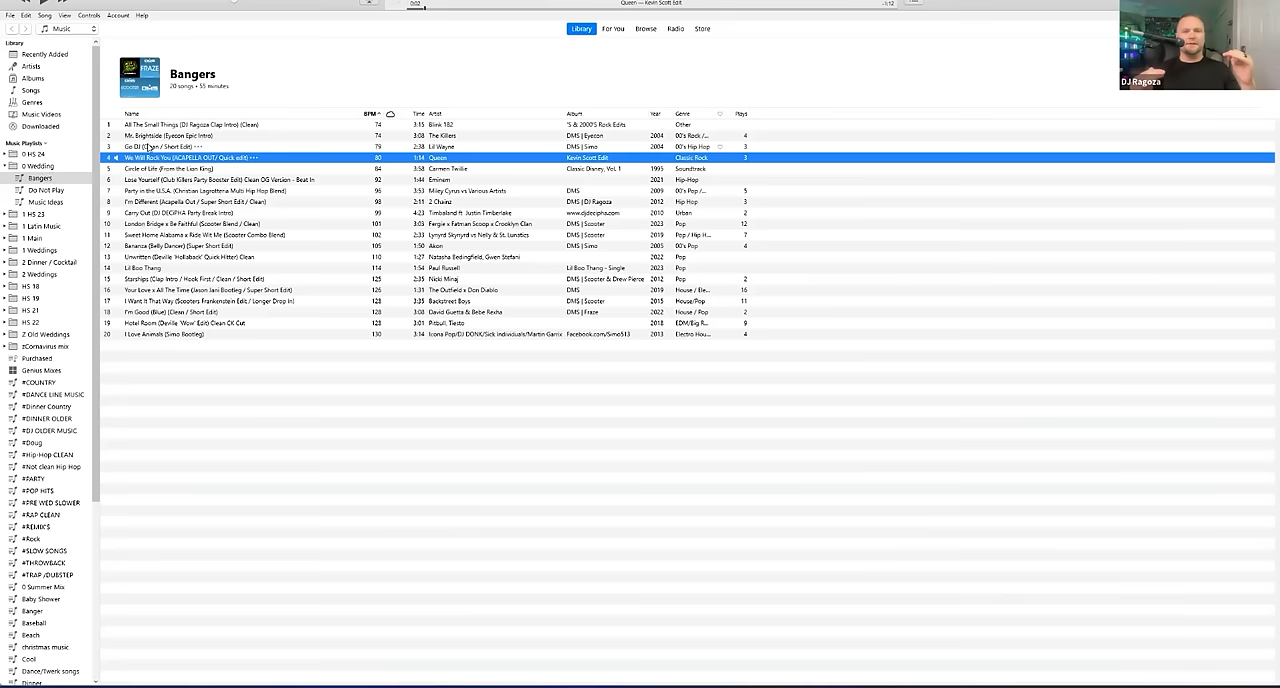 0:02
Queen — Kevin Scott Edit
-1:12
File Edit Song View Controls Account Help
Music
Library For You Browse Radio Store
DJ Ragoza
Library
Recently Added
Artists
Albums
Songs
Genres
Music Videos
Downloaded
Music Playlists
0 HS 24
0 Wedding
Bangers
Do Not Play
Music Ideas
1 HS 23
1 Latin Music
1 Main
1 Weddings
2 Dinner / Cocktail
2 Weddings
HS 18
HS 19
HS 21
HS 22
Z Old Weddings
zCornavirus mix
Purchased
Genius Mixes
#COUNTRY
#DANCE LINE MUSIC
#Dinner Country
#DINNER OLDER
#DJ OLDER MUSIC
#Doug
#Hip-Hop CLEAN
#Not clean Hip Hop
#PARTY
#POP HITS
#PRE WED SLOWER
#RAP CLEAN
#REMIX'S
#Rock
#SLOW SONGS
#THROWBACK
#TRAP /DUBSTEP
0 Summer Mix
Baby Shower
Banger
Baseball
Beach
christmas music
Cool
Dance/Twerk songs
Dinner
Bangers
20 songs • 55 minutes
Name BPM Time Artist Album Year Genre Plays
1 All The Small Things (DJ Ragoza Clap Intro) (Clean) 74 3:15 Blink 182 '5 & 2000'S Rock Edits Other
2 Mr. Brightside (Eyecon Epic Intro) 74 2:38 The Killers DMS | Eyecon 2004 00's Rock /... 4
3 Go DJ (Clean / Short Edit) ••• 79 3:08 Lil Wayne DMS | Simo 2004 00's Hip Hop 3
4 We Will Rock You (ACAPELLA OUT/ Quick edit) ••• 80 1:14 Queen Kevin Scott Edit Classic Rock 3
5 Circle of Life (From the Lion King) 84 3:58 Carmen Twillie Classic Disney, Vol. 1 1995 Soundtrack
6 Lose Yourself (Club Killers Party Booster Edit) Clean OG Version - Beat In 92 1:44 Eminem 2021 Hip-Hop
7 Party in the U.S.A. (Christian Lagrotteria Multi Hip Hop Blend) 96 3:53 Miley Cyrus vs Various Artists DMS 2009 00's Pop /... 5
8 I'm Different (Acapella Out / Super Short Edit) 98 2:11 2 Chainz DMS | DJ Ragoza 2012 Hip Hop 3
9 Carry Out (DJ DECIPHA Party Break Intro) 99 4:23 Timbaland ft Justin Timberlake www.djdecipha.com 2010 Urban 2
10 London Bridge x Be Faithful (Scooter Blend / Clean) 101 3:03 Fergie x Fatman Scoop x Crooklyn Clan DMS | Scooter 2023 Pop 12
11 Sweet Home Alabama x Ride Wit Me (Scooter Combo Blend) 102 2:33 Lynyrd Skynyrd vs Nelly & St. Lunatics DMS | Scooter 2019 Pop / Hip H... 7
12 Bananza (Belly Dancer) (Super Short Edit) 105 1:50 Akon DMS | Simo 2005 00's Pop 4
13 Unwritten (Deville 'Hollaback' Quick Hitter) Clean 110 1:27 Natasha Bedingfield, Gwen Stefani 2022 Pop
14 Lil Boo Thang 114 1:54 Paul Russell Lil Boo Thang - Single 2023 Pop
15 Starships (Clap Intro / Hook First / Clean / Short Edit) 125 2:35 Nicki Minaj DMS | Scooter & Drew Pierce 2012 Pop 2
16 Your Love x All The Time (Jason Jani Bootleg / Super Short Edit) 126 1:31 The Outfield x Don Diablo DMS 2019 House / Ele... 16
17 I Want It That Way (Scooters Frankenstein Edit / Longer Drop In) 128 3:35 Backstreet Boys DMS | Scooter 2015 House/Pop 11
18 I'm Good (Blue) (Clean / Short Edit) 128 3:08 David Guetta & Bebe Rexha DMS | Fraze 2022 House / Pop 2
19 Hotel Room (Deville 'Wow' Edit) Clean CK Cut 128 3:01 Pitbull, Tiesto 2018 EDM/Big R... 9
20 I Love Animals (Simo Bootleg) 130 3:14 Icona Pop/DJ DONK/Sick Individuals/Martin Garrix Facebook.com/Simo513 2013 Electro Hou... 4